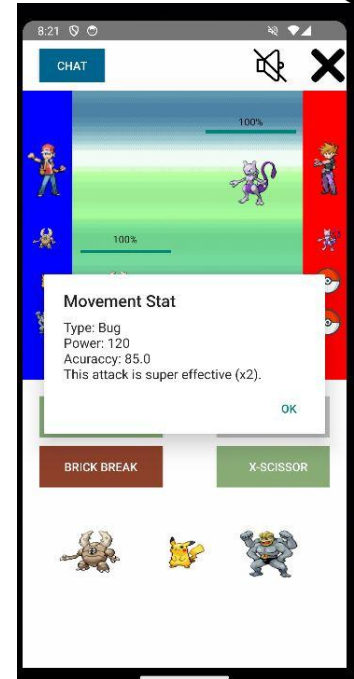 8:21
CHAT
100%
100%
Movement Stat
Type: Bug
Power: 120
Acuraccy: 85.0
This attack is super effective (x2).
OK
BRICK BREAK
X-SCISSOR